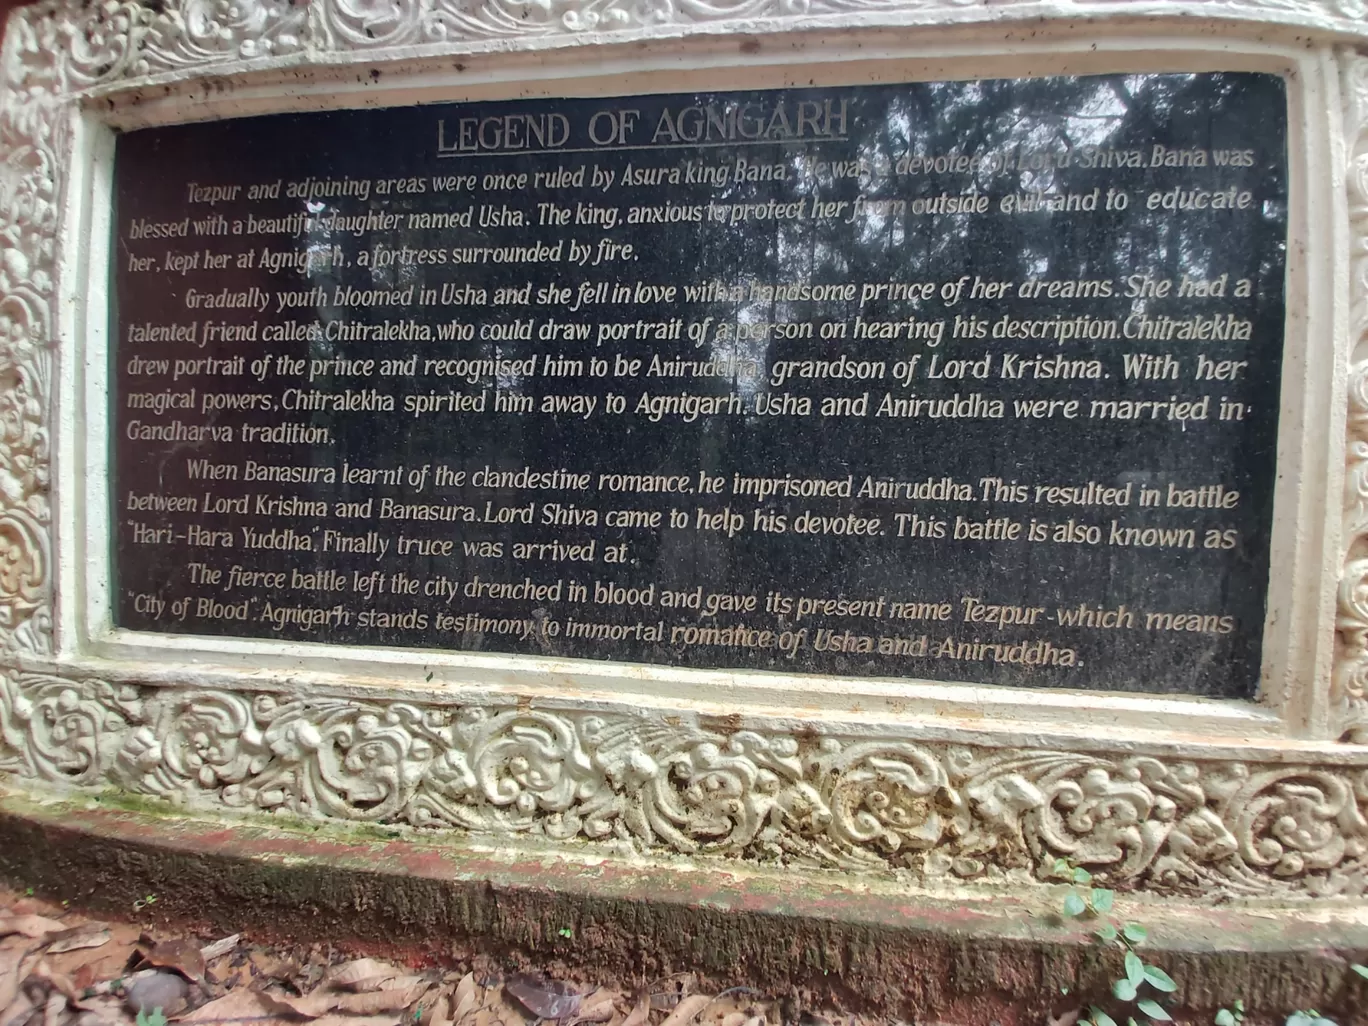 LEGEND OF AGNIGARH
Tezpur and adjoining areas were once ruled by Asura king Bana. He was a devotee of Lord Shiva. Bana was
blessed with a beautiful daughter named Usha. The king, anxious to protect her from outside evil and to educate
her, kept her at Agnigarh, a fortress surrounded by fire.
Gradually youth bloomed in Usha and she fell in love with a handsome prince of her dreams. She had a
talented friend called Chitralekha, who could draw portrait of a person on hearing his description. Chitralekha
drew portrait of the prince and recognised him to be Aniruddha, grandson of Lord Krishna. With her
magical powers, Chitralekha spirited him away to Agnigarh. Usha and Aniruddha were married in
Gandharva tradition.
When Banasura learnt of the clandestine romance, he imprisoned Aniruddha. This resulted in battle
between Lord Krishna and Banasura. Lord Shiva came to help his devotee. This battle is also known as
"Hari-Hara Yuddha". Finally truce was arrived at.
The fierce battle left the city drenched in blood and gave its present name Tezpur - which means
"City of Blood". Agnigarh stands testimony to immortal romance of Usha and Aniruddha.